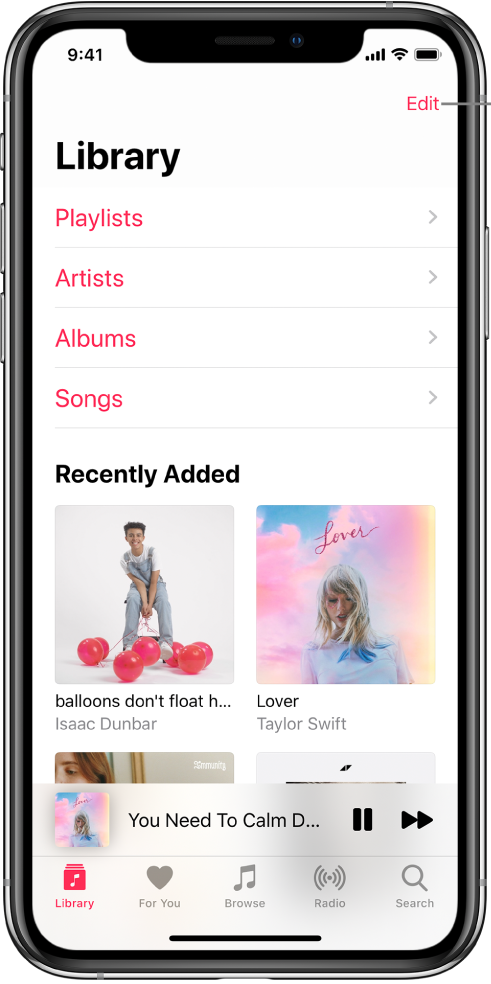 9:41
Edit
Library
Playlists
Artists
Albums
Songs
Recently Added
Lover
balloons don't float h...
Lover
Isaac Dunbar
Taylor Swift
You Need To Calm D...
Library
For You
Browse
Radio
Search